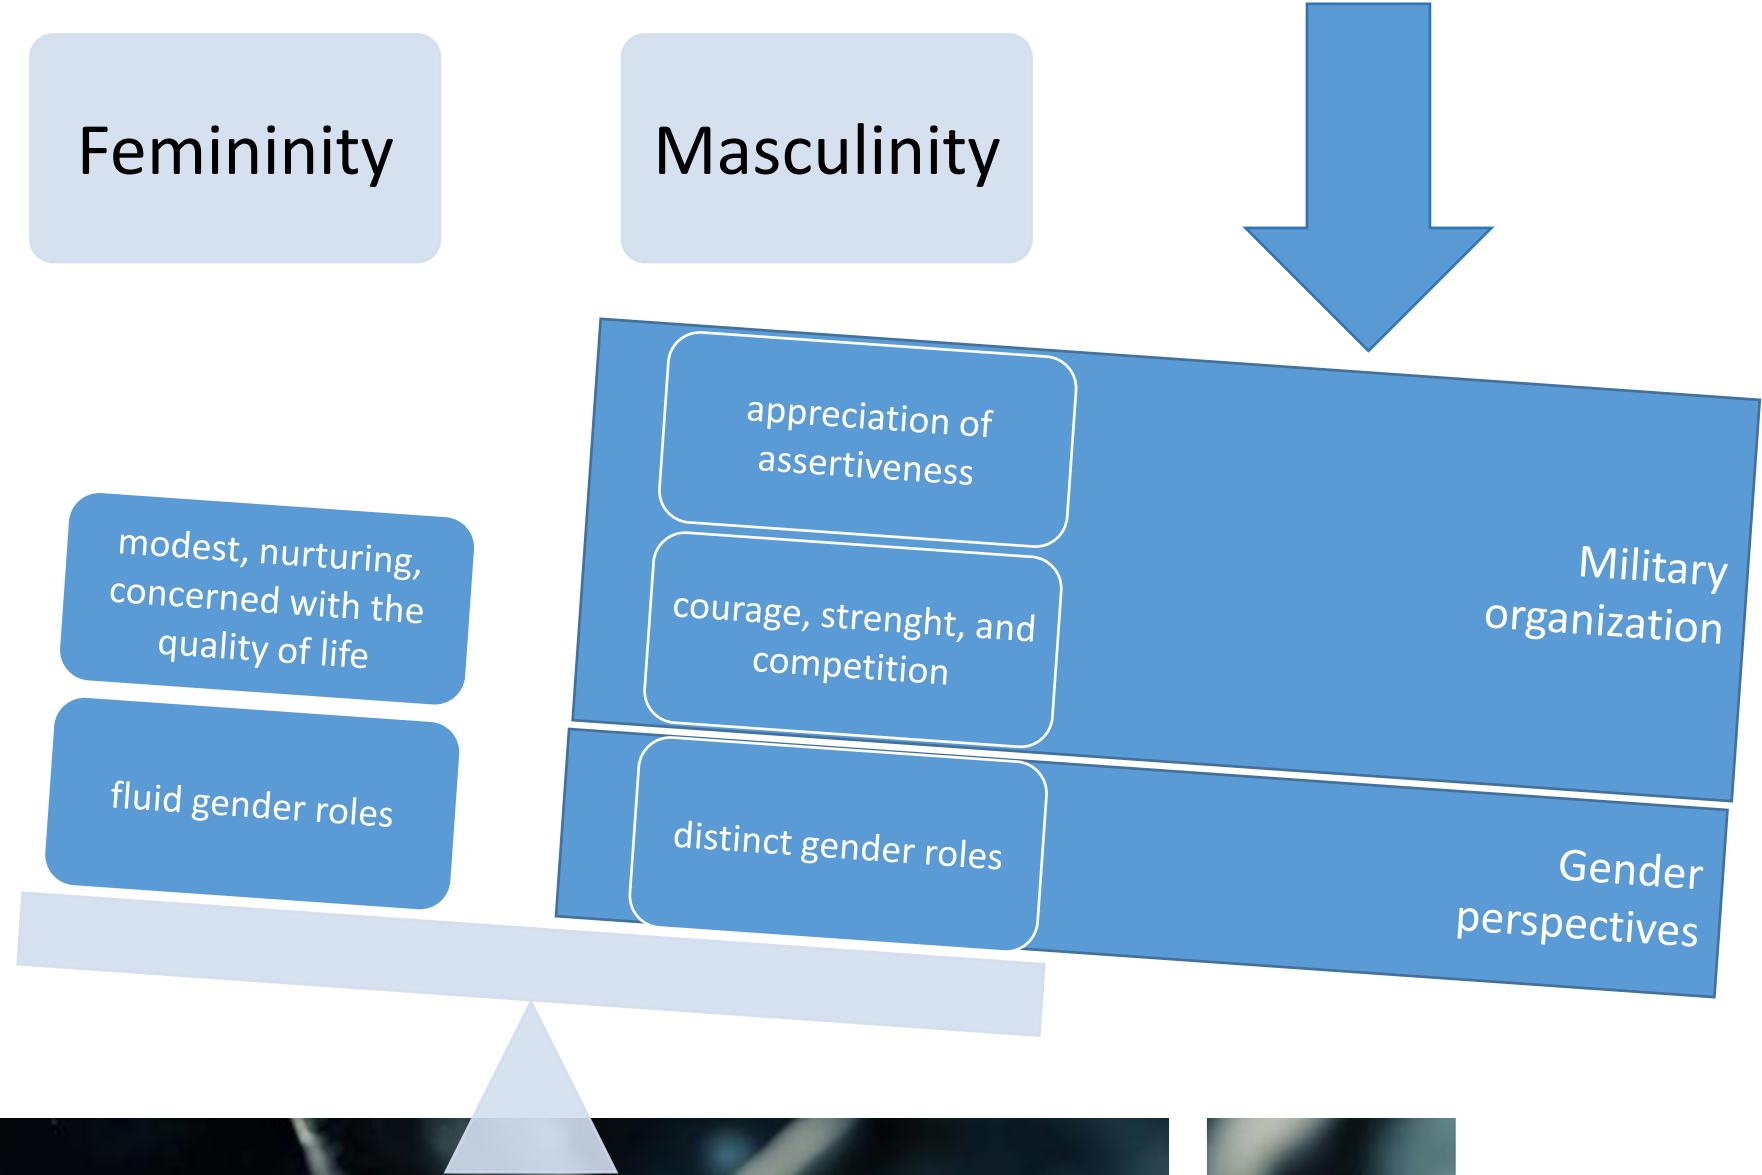 Femininity
Masculinity
appreciation of
assertiveness
courage, strenght, and
competition
Military
organization
modest, nurturing,
concerned with the
quality of life
fluid gender roles
distinct gender roles
Gender
perspectives